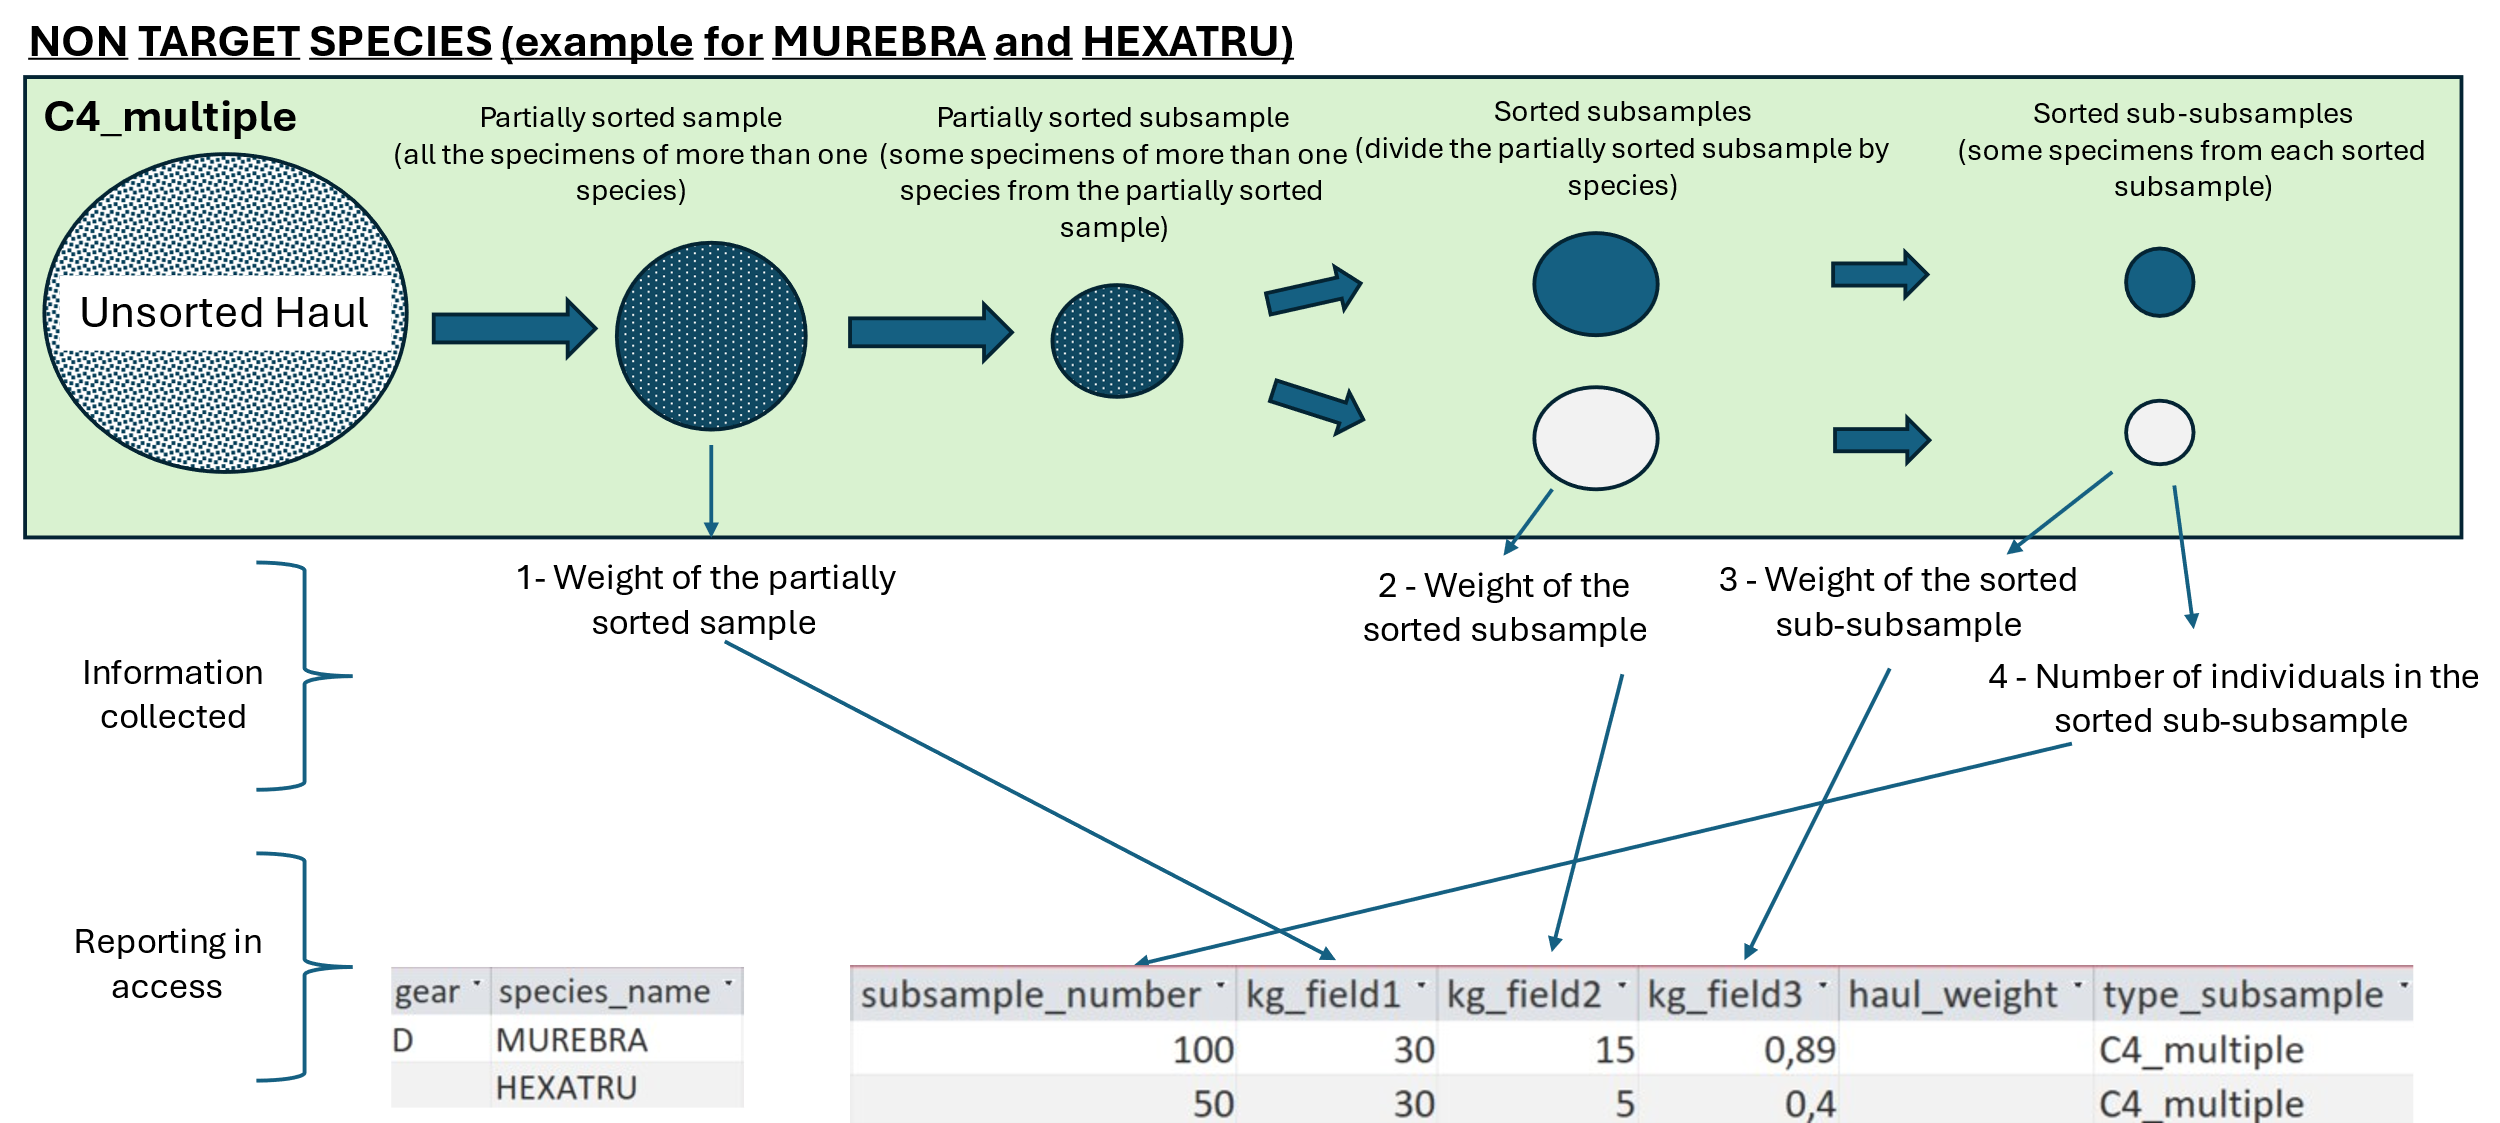 NON TARGET SPECIES (example for MUREBRA and HEXATRU)
C4_multiple
Unsorted Haul
Partially sorted sample
(all the specimens of more than one
species)
Partially sorted subsample
(some specimens of more than one
species from the partially sorted
sample)
Sorted subsamples
(divide the partially sorted subsample by
species)
Sorted sub-subsamples
(some specimens from each sorted
subsample)
Information
collected
1- Weight of the partially
sorted sample
2 - Weight of the
sorted subsample
3 - Weight of the sorted
sub-subsample
4 - Number of individuals in the
sorted sub-subsample
Reporting in
access
gear species_name
D MUREBRA
HEXATRU
subsample_number kg_field1 kg_field2 kg_field3 haul_weight type_subsample
100 30 15 0,89 C4_multiple
50 30 5 0,4 C4_multiple